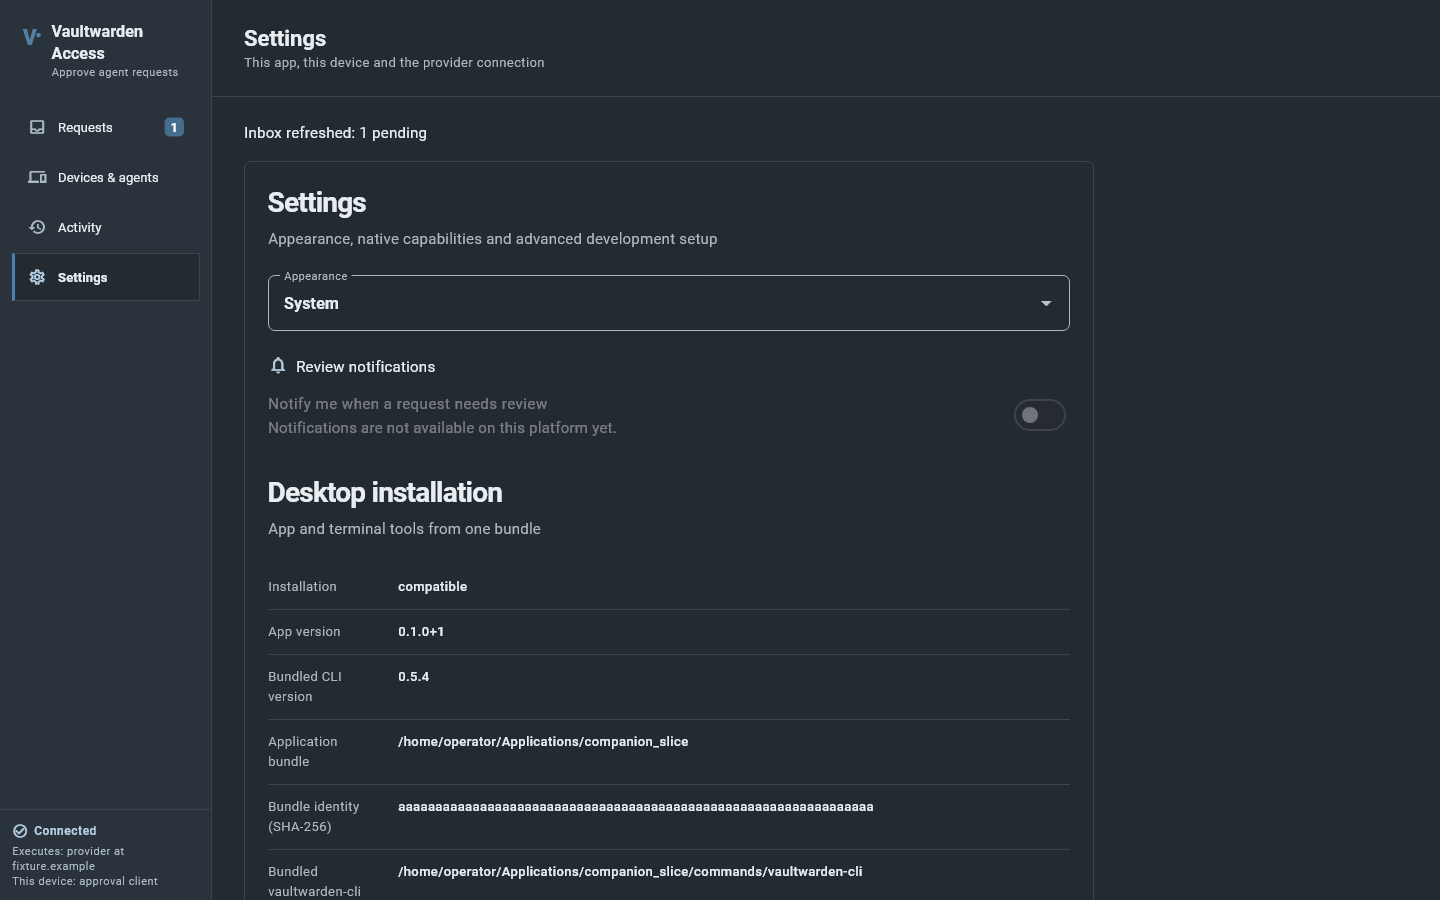 Vaultwarden
Access
Approve agent requests
Requests 1
Devices & agents
Activity
Settings
Connected
Executes: provider at
fixture.example
This device: approval client
Settings
This app, this device and the provider connection
Inbox refreshed: 1 pending
Settings
Appearance, native capabilities and advanced development setup
Appearance
System
Review notifications
Notify me when a request needs review
Notifications are not available on this platform yet.
Desktop installation
App and terminal tools from one bundle
Installation compatible
App version 0.1.0+1
Bundled CLI 0.5.4
version
Application /home/operator/Applications/companion_slice
bundle
Bundle identity aaaaaaaaaaaaaaaaaaaaaaaaaaaaaaaaaaaaaaaaaaaaaaaaaaaaaaaaaaaaaaaa
(SHA-256)
Bundled /home/operator/Applications/companion_slice/commands/vaultwarden-cli
vaultwarden-cli